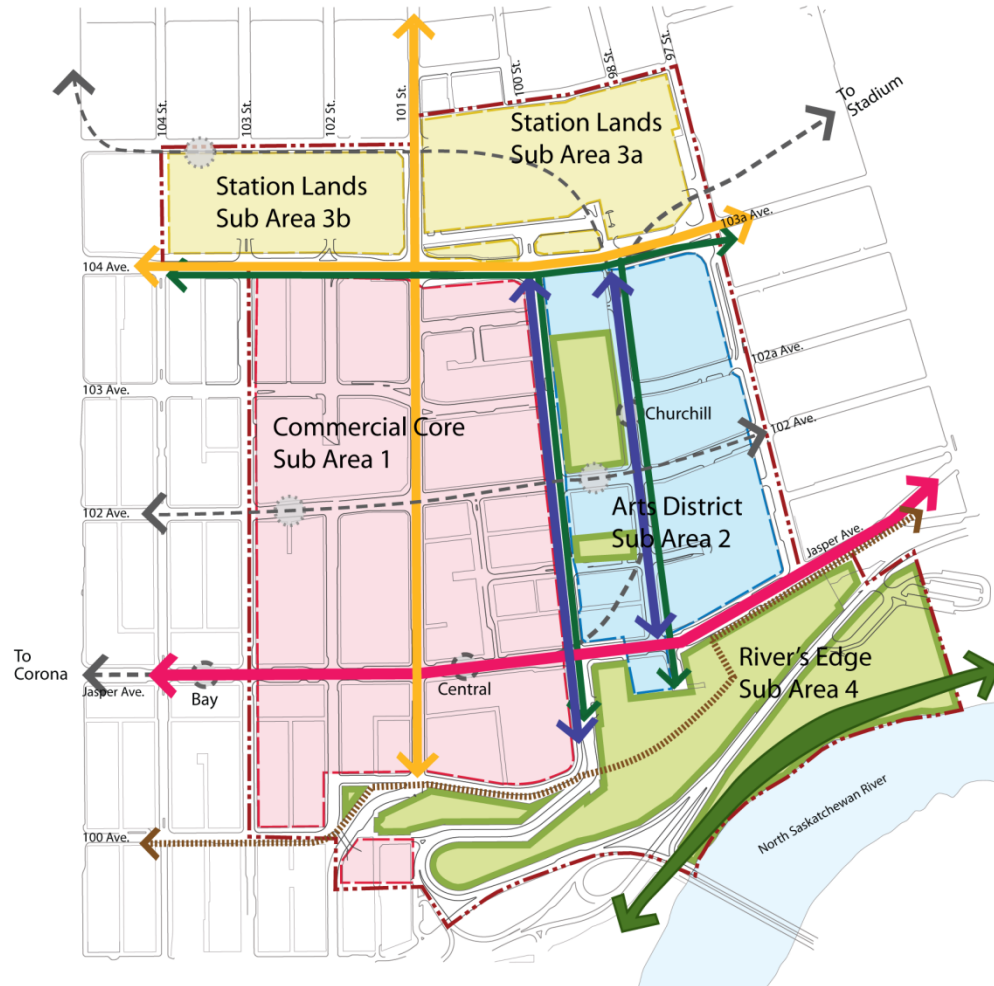 104 St.
103 St.
102 St.
101 St.
100 St.
98 St.
97 St.
To
Stadium
Station Lands
Sub Area 3a
Station Lands
Sub Area 3b
103a Ave.
104 Ave.
102a Ave.
103 Ave.
Churchill
Commercial Core
Sub Area 1
102 Ave.
102 Ave.
Arts District
Sub Area 2
Jasper Ave.
To
Corona
River's Edge
Sub Area 4
Jasper Ave.
Bay
Central
North Saskatchewan River
100 Ave.